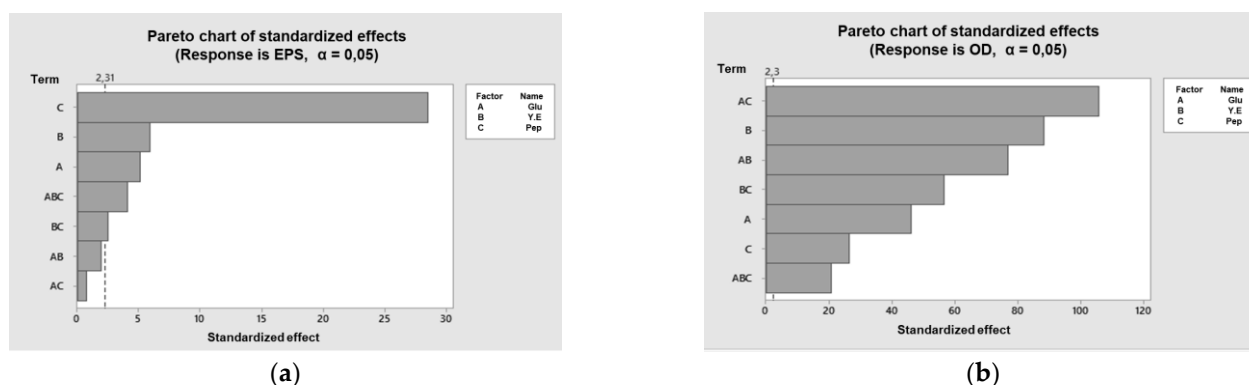 Pareto chart of standardized effects
(Response is EPS, α = 0,05)
Term
2,31
C
B
A
ABC
BC
AB
AC
0 5 10 15 20 25 30
Standardized effect
Factor Name
A Glu
B Y.E
C Pep
(a)
Pareto chart of standardized effects
(Response is OD, α = 0,05)
Term
2,3
AC
B
AB
BC
A
C
ABC
0 20 40 60 80 100 120
Standardized effect
Factor Name
A Glu
B Y.E
C Pep
(b)